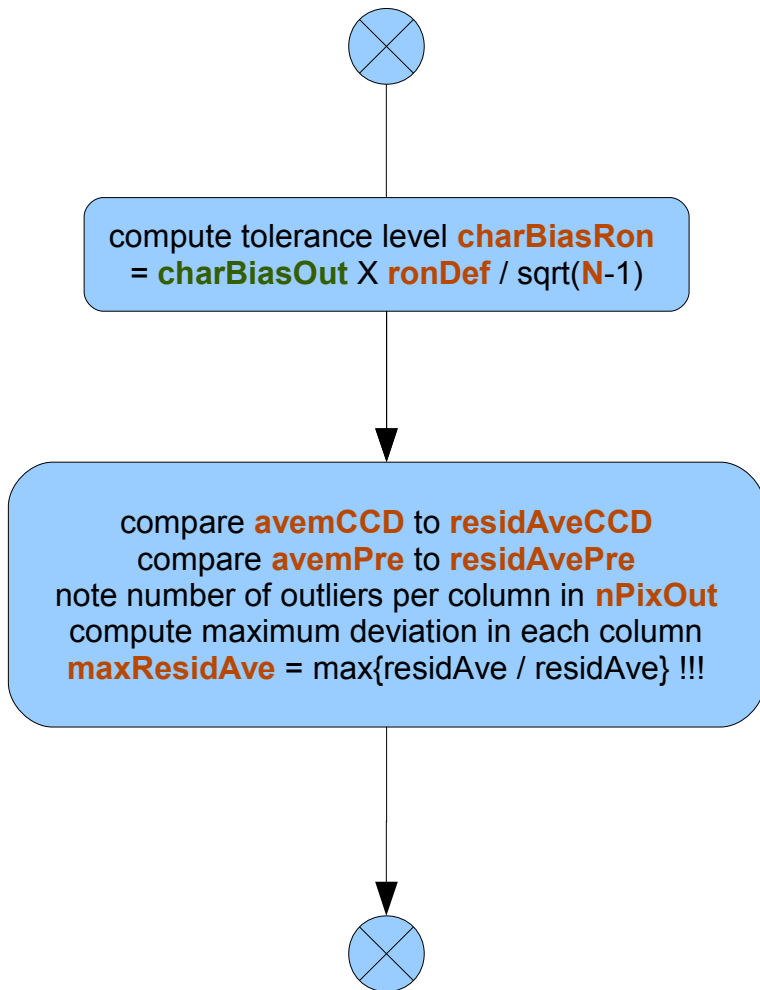 compute tolerance level charBiasRon
= charBiasOut X ronDef / sqrt(N-1)
compare avemCCD to residAveCCD
compare avemPre to residAvePre
note number of outliers per column in nPixOut
compute maximum deviation in each column
maxResidAve = max{residAve / residAve} !!!